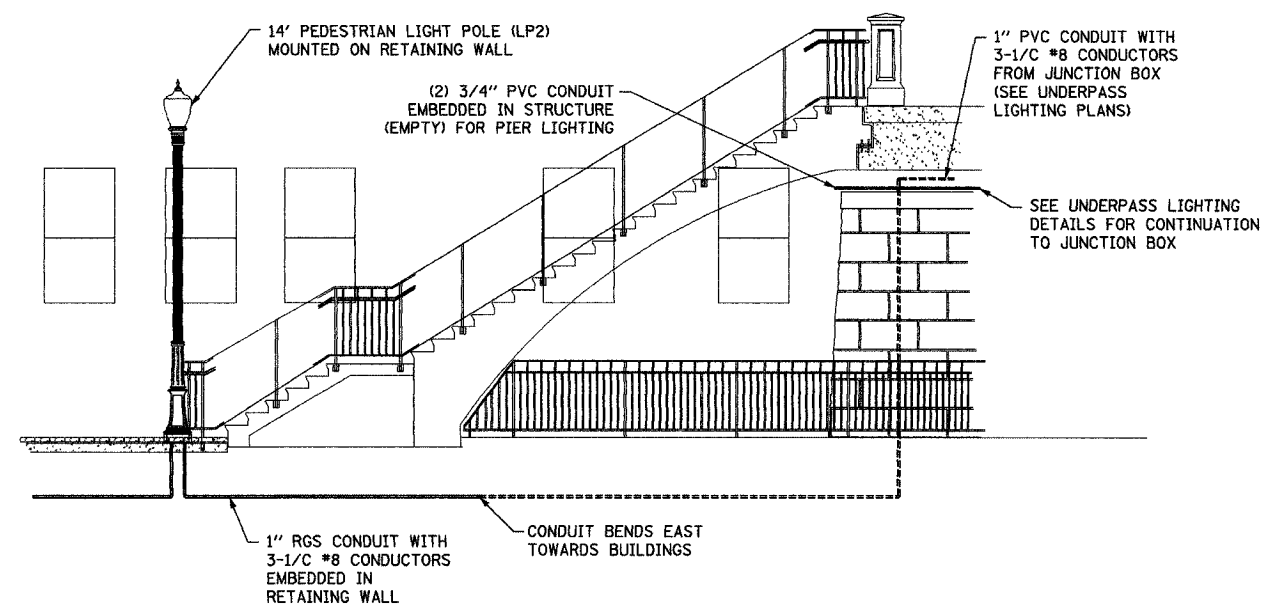 14' PEDESTRIAN LIGHT POLE (LP2)
MOUNTED ON RETAINING WALL
(2) 3/4" PVC CONDUIT
EMBEDDED IN STRUCTURE
(EMPTY) FOR PIER LIGHTING
1" PVC CONDUIT WITH
3-1/C #8 CONDUCTORS
FROM JUNCTION BOX
(SEE UNDERPASS
LIGHTING PLANS)
SEE UNDERPASS LIGHTING
DETAILS FOR CONTINUATION
TO JUNCTION BOX
CONDUIT BENDS EAST
TOWARDS BUILDINGS
1" RGS CONDUIT WITH
3-1/C #8 CONDUCTORS
EMBEDDED IN
RETAINING WALL